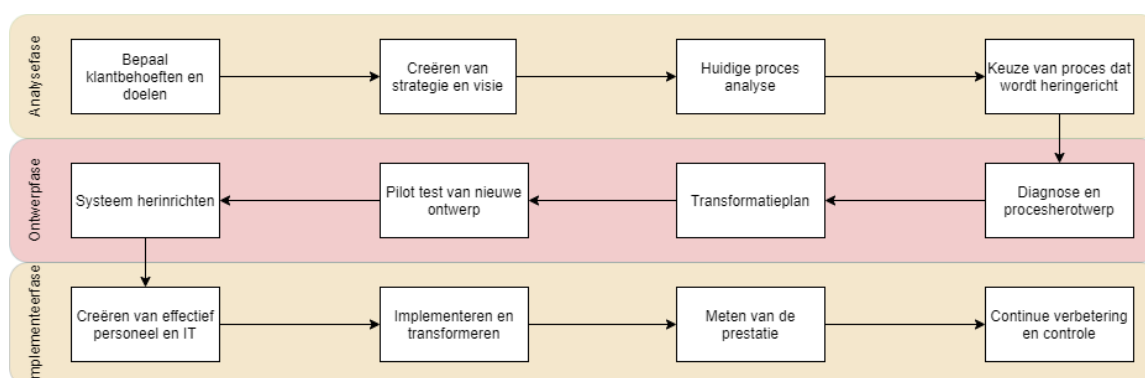 Analysefase
Bepaal
klantbehoeften en
doelen
Creëren van
strategie en visie
Huidige proces
analyse
Keuze van proces dat
wordt heringericht
Ontwerpfase
Systeem herinrichten
Pilot test van nieuwe
ontwerp
Transformatieplan
Diagnose en
procesherotwerp
mplementeerfase
Creëren van effectief
personeel en IT
Implementeren en
transformeren
Meten van de
prestatie
Continue verbetering
en controle